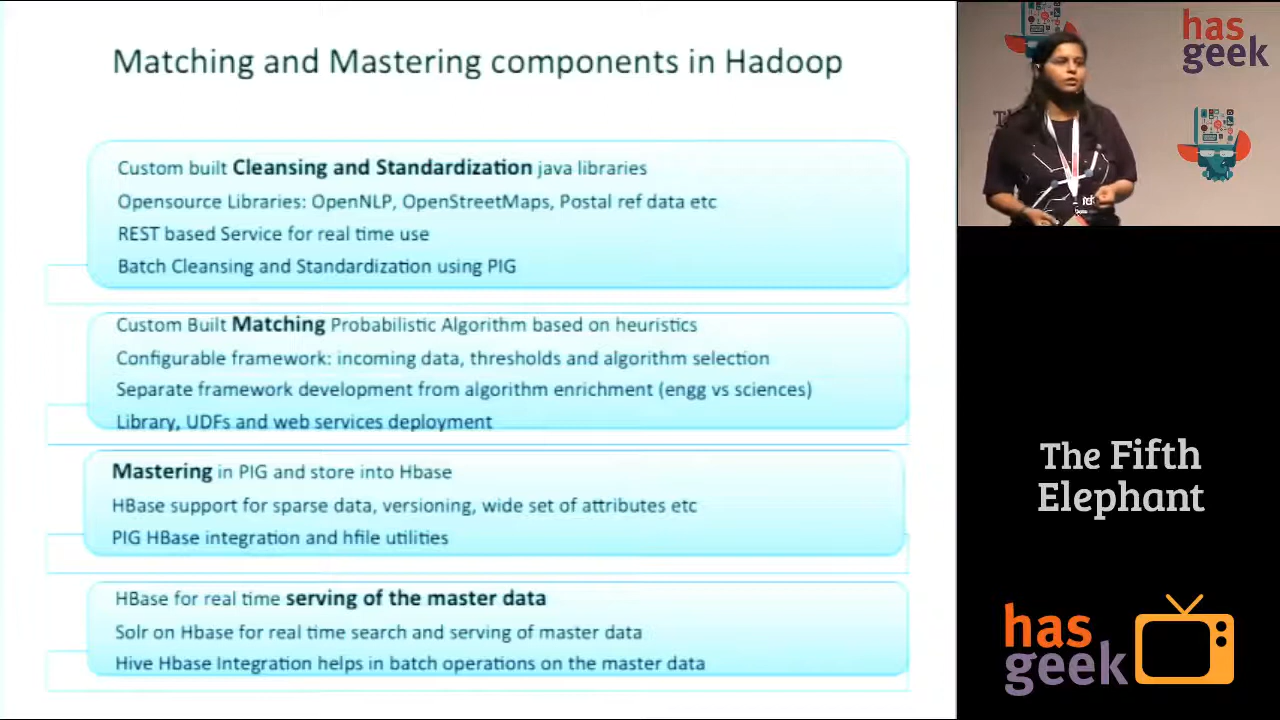 Matching and Mastering components in Hadoop
Custom built Cleansing and Standardization java libraries
Opensource Libraries: OpenNLP, OpenStreetMaps, Postal ref data etc
REST based Service for real time use
Batch Cleansing and Standardization using PIG
Custom Built Matching Probabilistic Algorithm based on heuristics
Configurable framework: incoming data, thresholds and algorithm selection
Separate framework development from algorithm enrichment (engg vs sciences)
Library, UDFs and web services deployment
Mastering in PIG and store into Hbase
HBase support for sparse data, versioning, wide set of attributes etc
PIG HBase integration and hfile utilities
HBase for real time serving of the master data
Solr on Hbase for real time search and serving of master data
Hive Hbase Integration helps in batch operations on the master data
has
geek
The Fifth
Elephant
has
geek